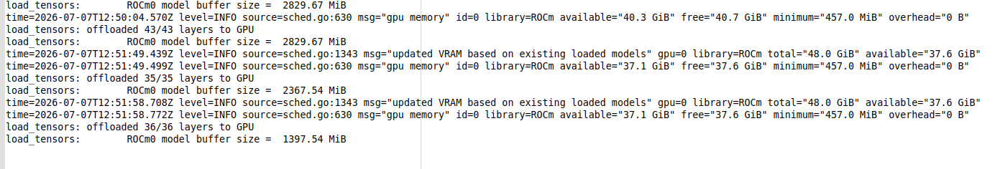 load_tensors:        ROCm0 model buffer size =  2829.67 MiB
time=2026-07-07T12:50:04.570Z level=INFO source=sched.go:630 msg="gpu memory" id=0 library=ROCm available="40.3 GiB" free="40.7 GiB" minimum="457.0 MiB" overhead="0 B"
load_tensors: offloaded 43/43 layers to GPU
load_tensors:        ROCm0 model buffer size =  2829.67 MiB
time=2026-07-07T12:51:49.439Z level=INFO source=sched.go:1343 msg="updated VRAM based on existing loaded models" gpu=0 library=ROCm total="48.0 GiB" available="37.6 GiB"
time=2026-07-07T12:51:49.499Z level=INFO source=sched.go:630 msg="gpu memory" id=0 library=ROCm available="37.1 GiB" free="37.6 GiB" minimum="457.0 MiB" overhead="0 B"
load_tensors: offloaded 35/35 layers to GPU
load_tensors:        ROCm0 model buffer size =  2367.54 MiB
time=2026-07-07T12:51:58.708Z level=INFO source=sched.go:1343 msg="updated VRAM based on existing loaded models" gpu=0 library=ROCm total="48.0 GiB" available="37.6 GiB"
time=2026-07-07T12:51:58.772Z level=INFO source=sched.go:630 msg="gpu memory" id=0 library=ROCm available="37.1 GiB" free="37.6 GiB" minimum="457.0 MiB" overhead="0 B"
load_tensors: offloaded 36/36 layers to GPU
load_tensors:        ROCm0 model buffer size =  1397.54 MiB